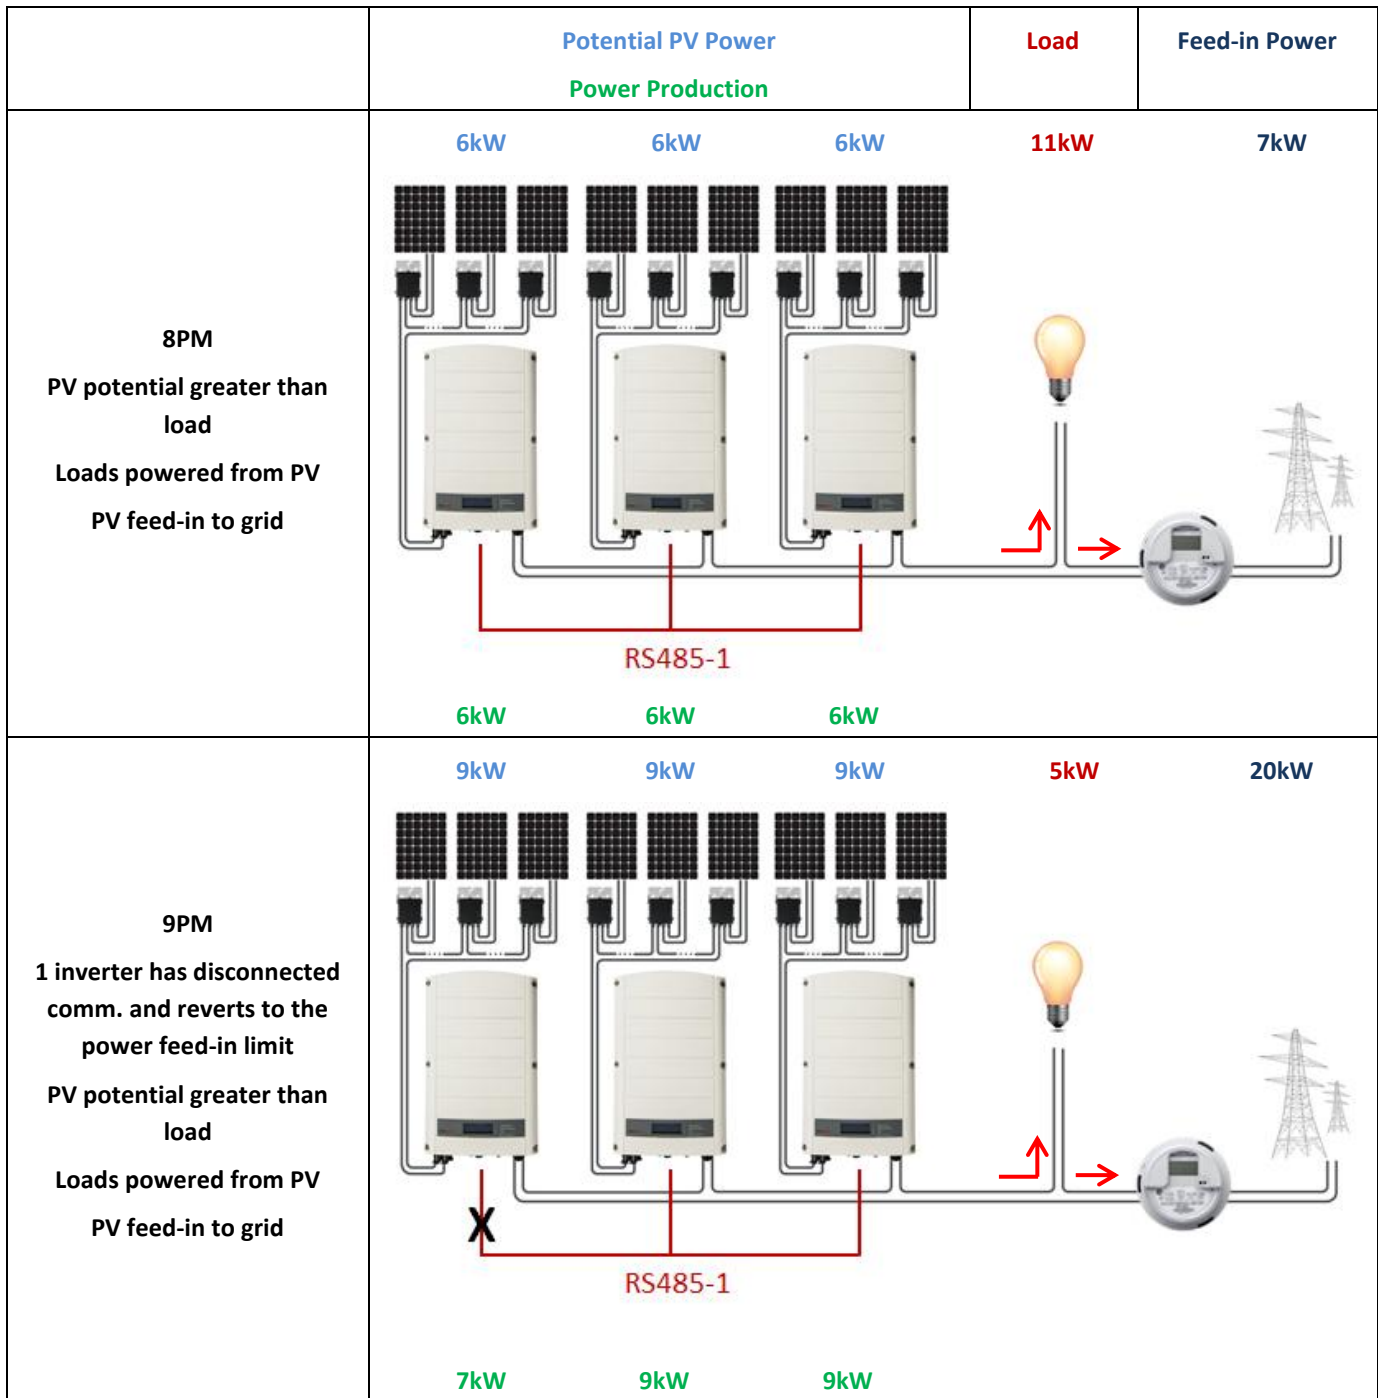 Potential PV Power
Power Production
Load
Feed-in Power
8PM
PV potential greater than
load
Loads powered from PV
PV feed-in to grid
6kW 6kW 6kW 11kW 7kW
RS485-1
6kW 6kW 6kW
9PM
1 inverter has disconnected
comm. and reverts to the
power feed-in limit
PV potential greater than
load
Loads powered from PV
PV feed-in to grid
9kW 9kW 9kW 5kW 20kW
X
RS485-1
7kW 9kW 9kW